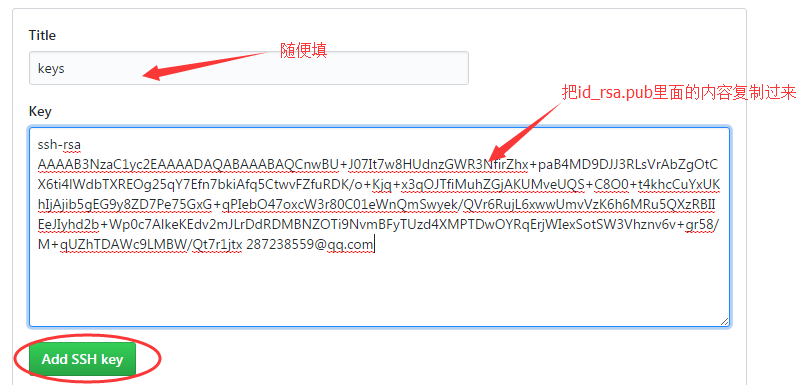 Title
随便填
keys
把id_rsa.pub里面的内容复制过来
Key
ssh-rsa
AAAAB3NzaC1yc2EAAAADAQABAAABAQCnwBU+J07It7w8HUdnzGWR3NfirZhx+paB4MD9DJJ3RLsVrAbZgOtC
X6ti4lWdbTXREOg25qY7Efn7bkiAfq5CtwvFZfuRDK/o+Kjq+x3qOJTfiMuhZGjAKUMveUQS+C8O0+t4khcCuYxUK
hIjAjib5gEG9y8ZD7Pe75GxG+qPIebO47oxcW3r80C01eWnQmSwyek/QVr6RujL6xwwUmvVzK6h6MRu5QXzRBII
EeJIyhd2b+Wp0c7AlkeKEdv2mJLrDdRDMBNZOTi9NvmBFyTUzd4XMPTDwOYRqErjWIexSotSW3Vhznv6v+gr58/
M+qUZhTDAWc9LMBW/Qt7r1jtx 287238559@qq.com
Add SSH key